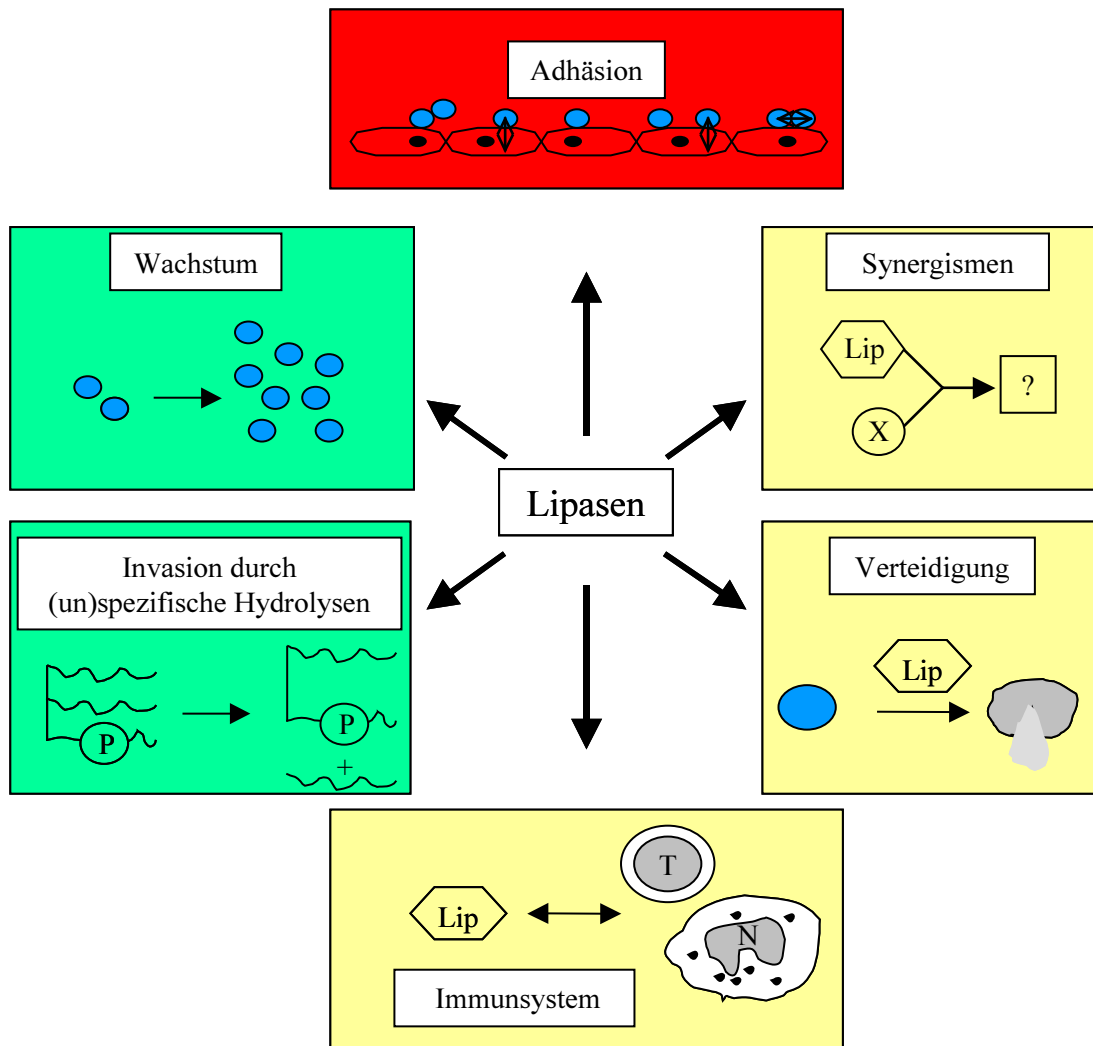 Adhäsion
Wachstum
Synergismen
Lip
X
?
Lipasen
Invasion durch
(un)spezifische Hydrolysen
P
P
+
Verteidigung
Lip
T
Lip
N
Immunsystem